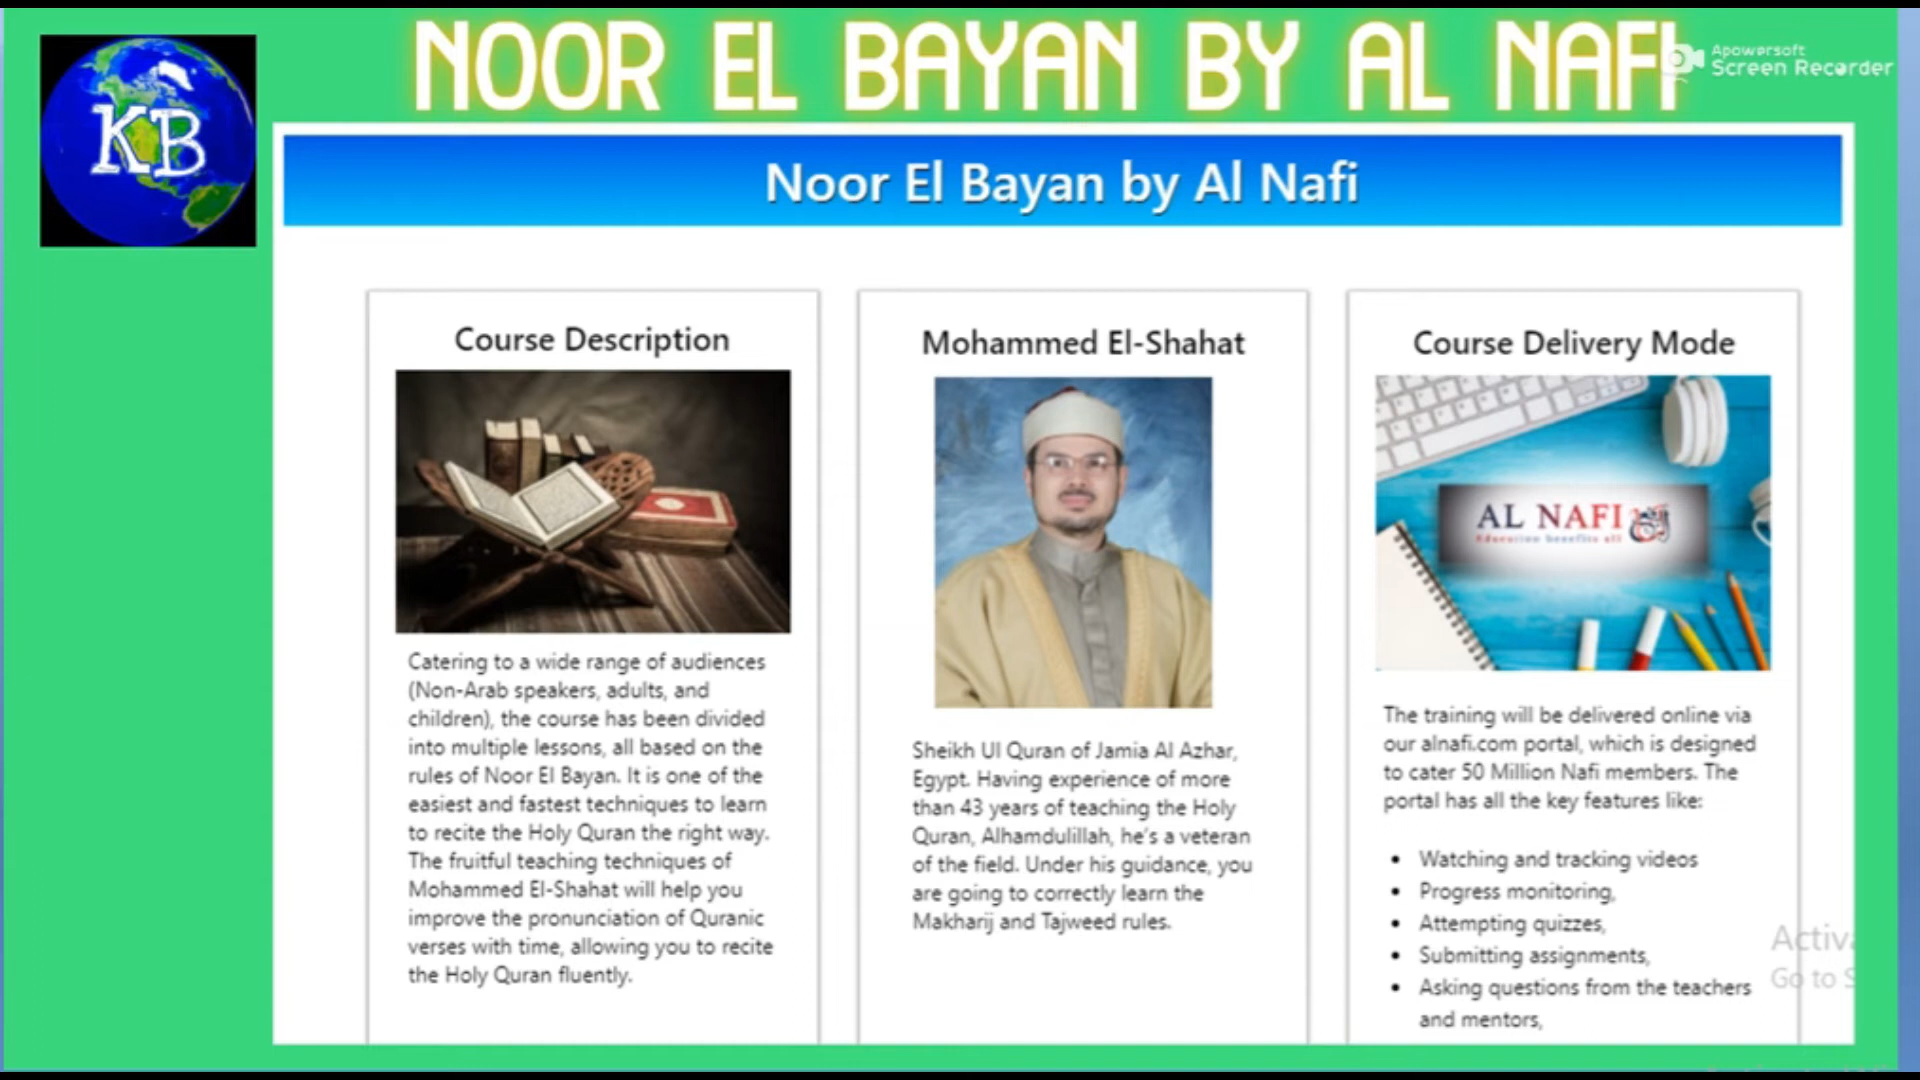 NOOR EL BAYAN BY AL NAFI
Apowersoft
Screen Recorder
KB
Noor El Bayan by Al Nafi
Course Description
Catering to a wide range of audiences
(Non-Arab speakers, adults, and
children), the course has been divided
into multiple lessons, all based on the
rules of Noor El Bayan. It is one of the
easiest and fastest techniques to learn
to recite the Holy Quran the right way.
The fruitful teaching techniques of
Mohammed El-Shahat will help you
improve the pronunciation of Quranic
verses with time, allowing you to recite
the Holy Quran fluently.
Mohammed El-Shahat
Sheikh Ul Quran of Jamia Al Azhar,
Egypt. Having experience of more
than 43 years of teaching the Holy
Quran, Alhamdulillah, he's a veteran
of the field. Under his guidance, you
are going to correctly learn the
Makharij and Tajweed rules.
Course Delivery Mode
AL NAFI
Education benefits all
The training will be delivered online via
our alnafi.com portal, which is designed
to cater 50 Million Nafi members. The
portal has all the key features like:
• Watching and tracking videos
• Progress monitoring,
• Attempting quizzes,
• Submitting assignments,
• Asking questions from the teachers
and mentors,
Activa
Go to S